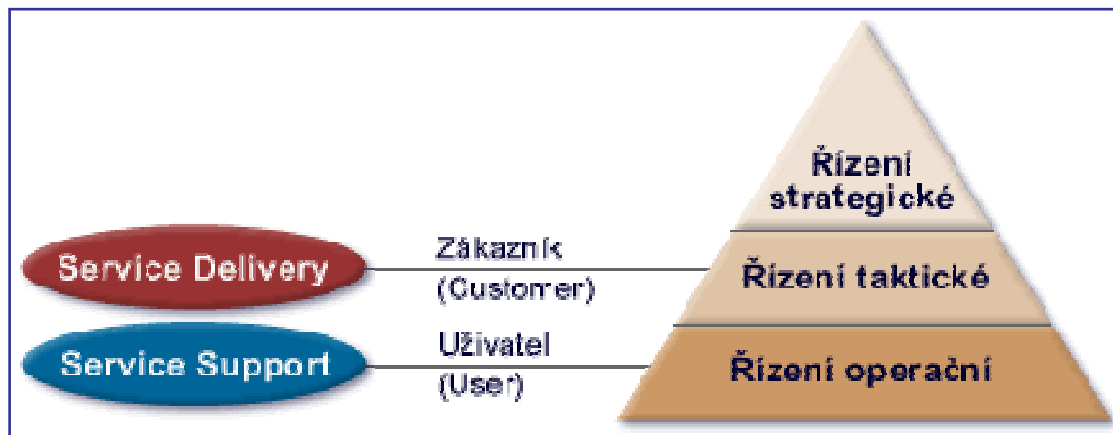 Řízení
strategické
Service Delivery
Zákazník
(Customer)
Řízení taktické
Service Support
Uživatel
(User)
Řízení operační